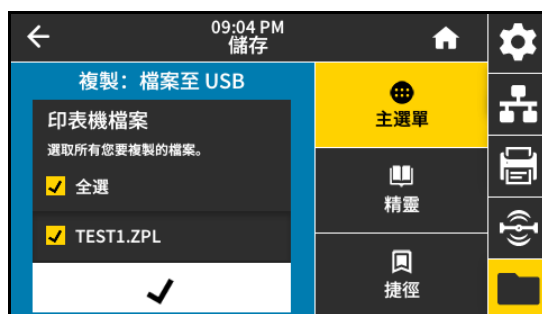 09:04 PM
儲存
複製：檔案至 USB
印表機檔案
選取所有您要複製的檔案。
全選
TEST1.ZPL
主選單
精靈
捷徑